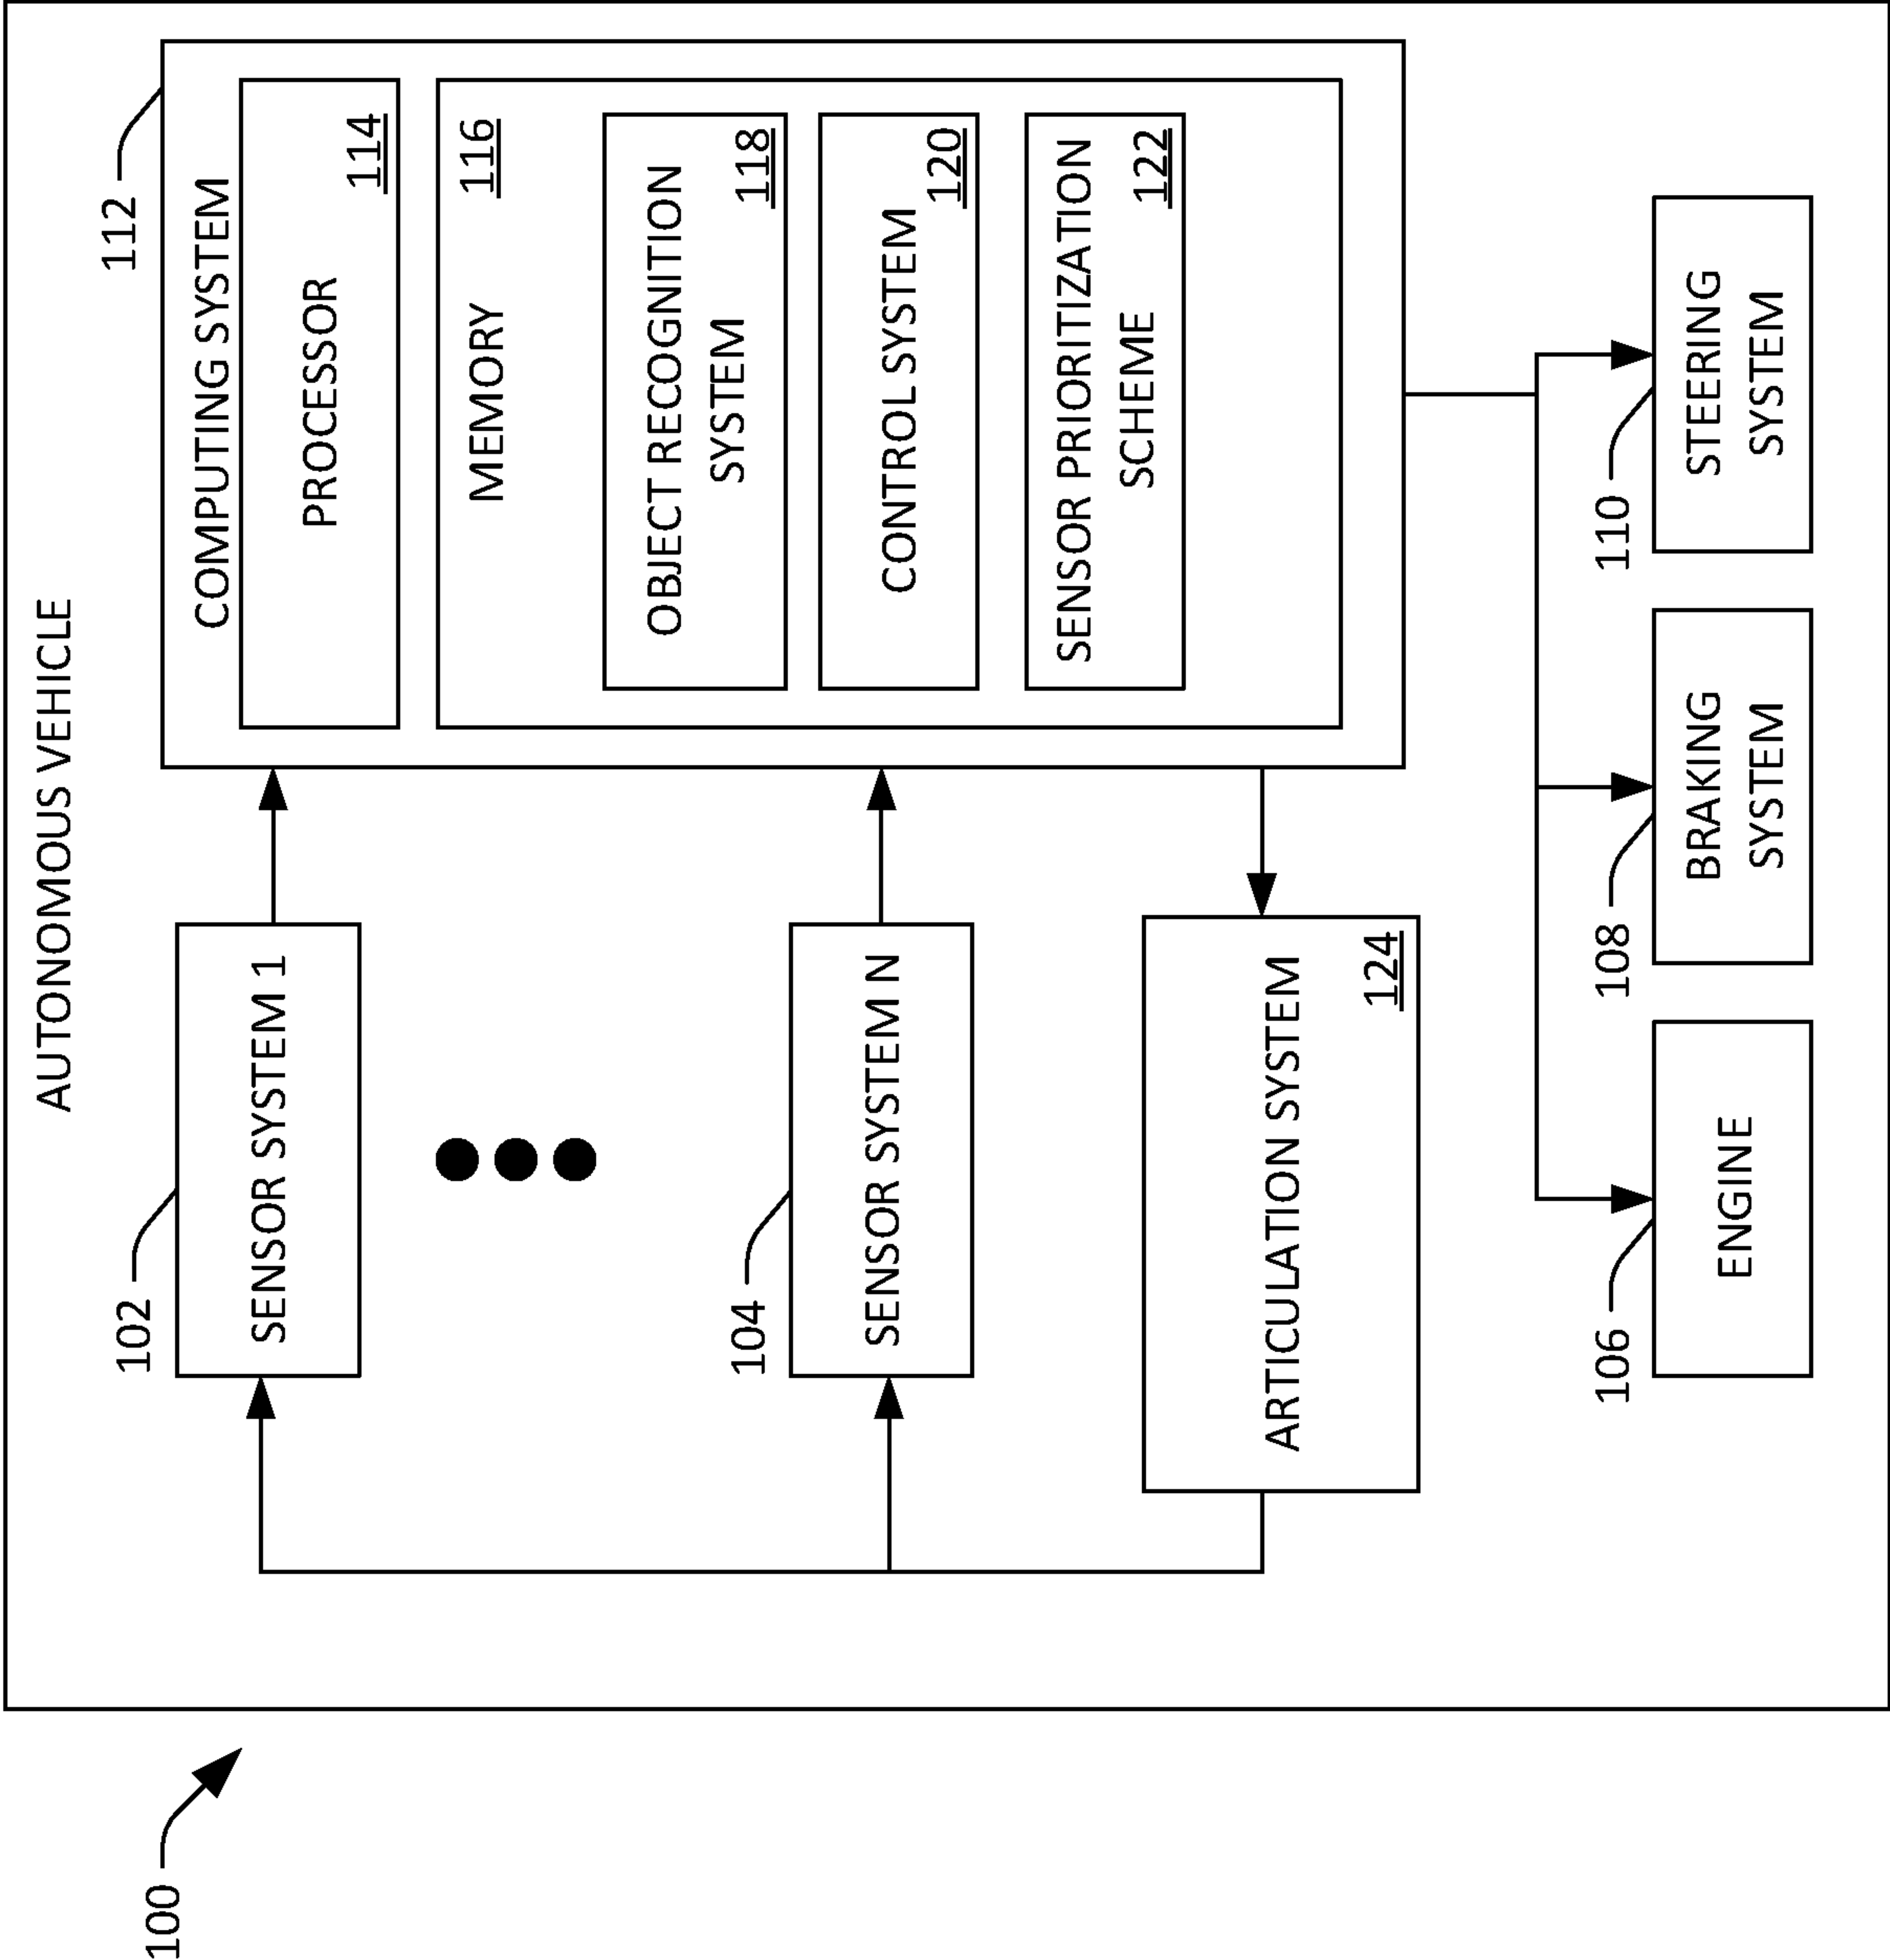 100
AUTONOMOUS VEHICLE
102
SENSOR SYSTEM 1
104
SENSOR SYSTEM N
ARTICULATION SYSTEM
124
112
COMPUTING SYSTEM
PROCESSOR
114
MEMORY
116
OBJECT RECOGNITION
SYSTEM
118
CONTROL SYSTEM
120
SENSOR PRIORITIZATION
SCHEME
122
106
ENGINE
108
BRAKING
SYSTEM
110
STEERING
SYSTEM